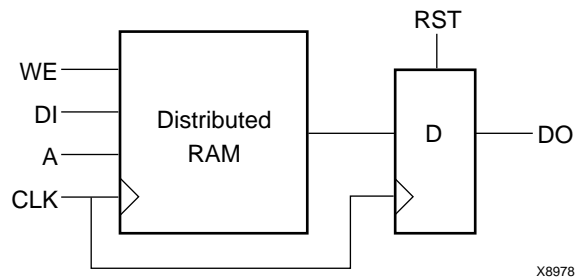 RST
WE
DI
A
CLK
Distributed
RAM
D
DO
X8978